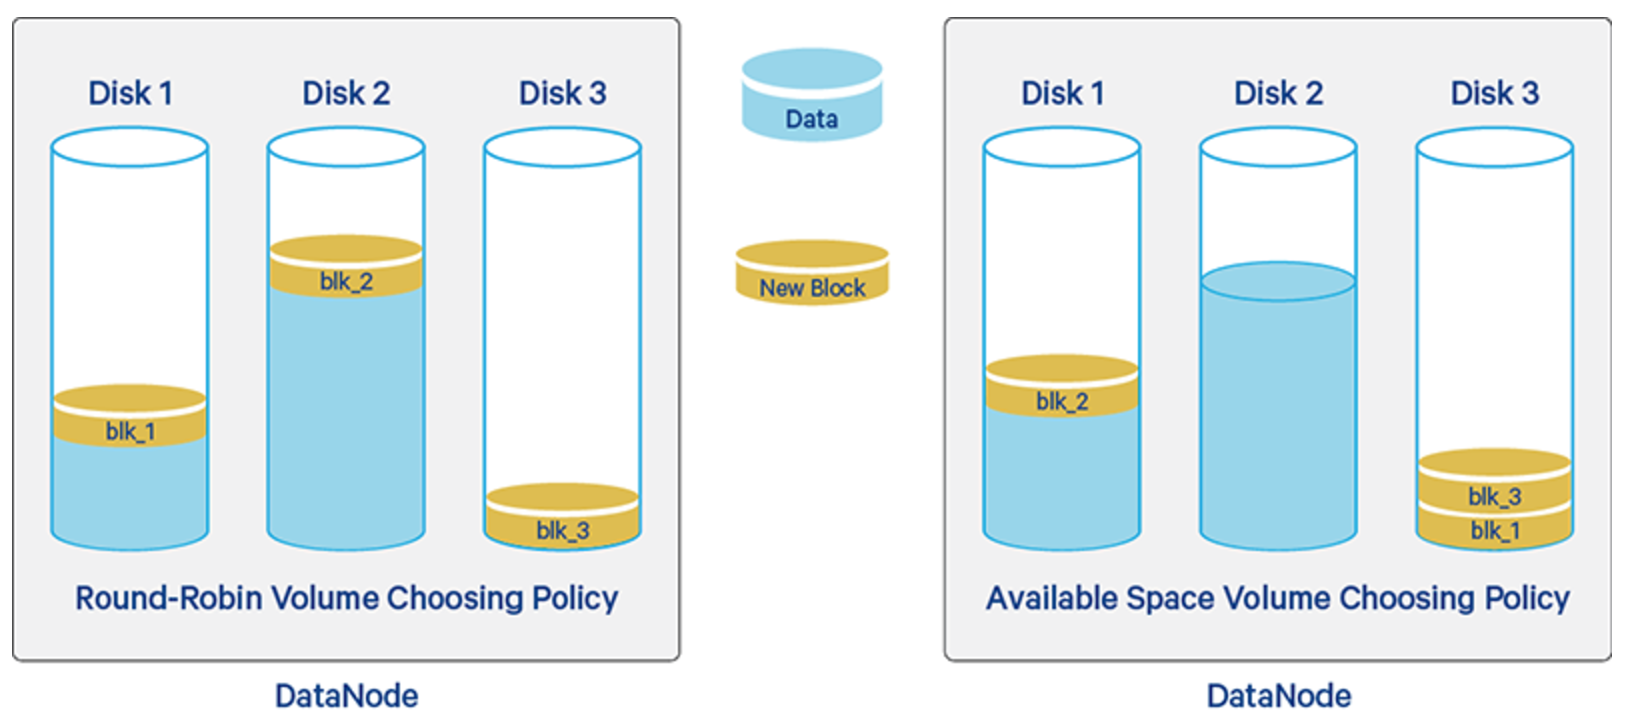 Disk 1
Disk 2
Disk 3
blk_2
blk_1
blk_3
Round-Robin Volume Choosing Policy
DataNode
Data
New Block
Disk 1
Disk 2
Disk 3
blk_2
blk_3
blk_1
Available Space Volume Choosing Policy
DataNode